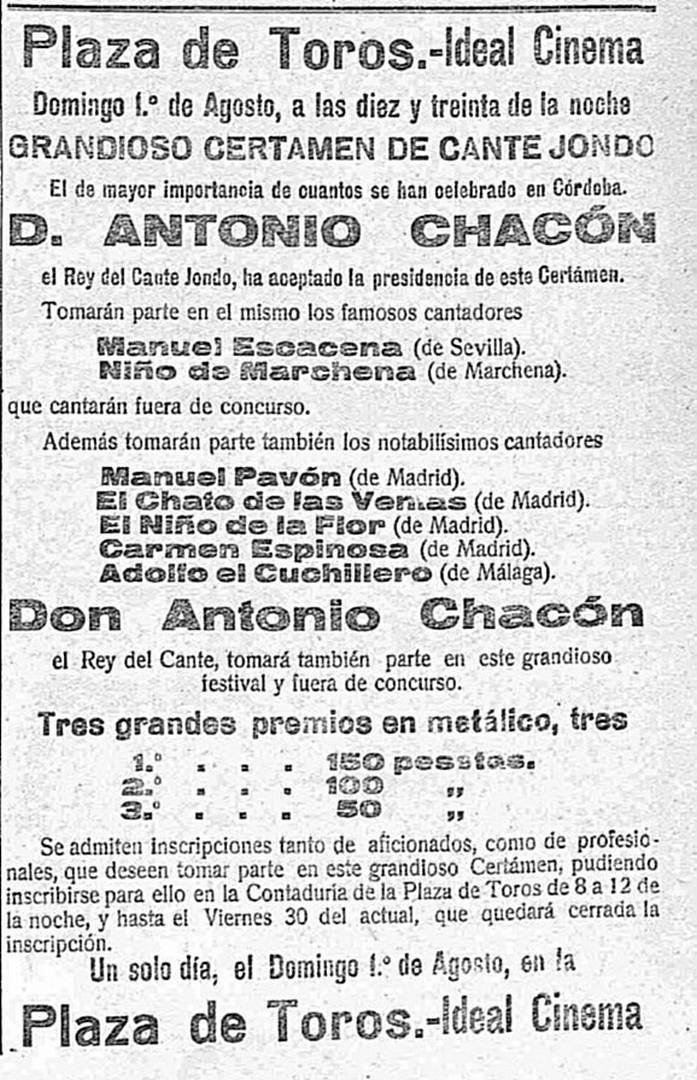 Plaza de Toros.-Ideal Cinema
Domingo 1.º de Agosto, a las diez y treinta de la noche
GRANDIOSO CERTAMEN DE CANTE JONDO
El de mayor importancia de cuantos se han celebrado en Córdoba.
D. ANTONIO CHACÓN
el Rey del Cante Jondo, ha aceptado la presidencia de este Certámen.
Tomarán parte en el mismo los famosos cantadores
Manuel Escacena (de Sevilla).
Niño de Marchena (de Marchena).
que cantarán fuera de concurso.
Además tomarán parte también los notabilísimos cantadores
Manuel Pavón (de Madrid).
El Chato de las Ventas (de Madrid).
El Niño de la Flor (de Madrid).
Carmen Espinosa (de Madrid).
Adolfo el Cuchillero (de Málaga).
Don Antonio Chacón
el Rey del Cante, tomará también parte en este grandioso
festival y fuera de concurso.
Tres grandes premios en metálico, tres
1.º . . . 150 pesetas.
2.º . . . 100 „
3.º . . . 50 „
Se admiten inscripciones tanto de aficionados, como de profesio-
nales, que deseen tomar parte en este grandioso Certámen, pudiendo
inscribirse para ello en la Contaduría de la Plaza de Toros de 8 a 12 de
la noche, y hasta el Viernes 30 del actual, que quedará cerrada la
inscripción.
Un solo día, el Domingo 1.º de Agosto, en la
Plaza de Toros.-Ideal Cinema